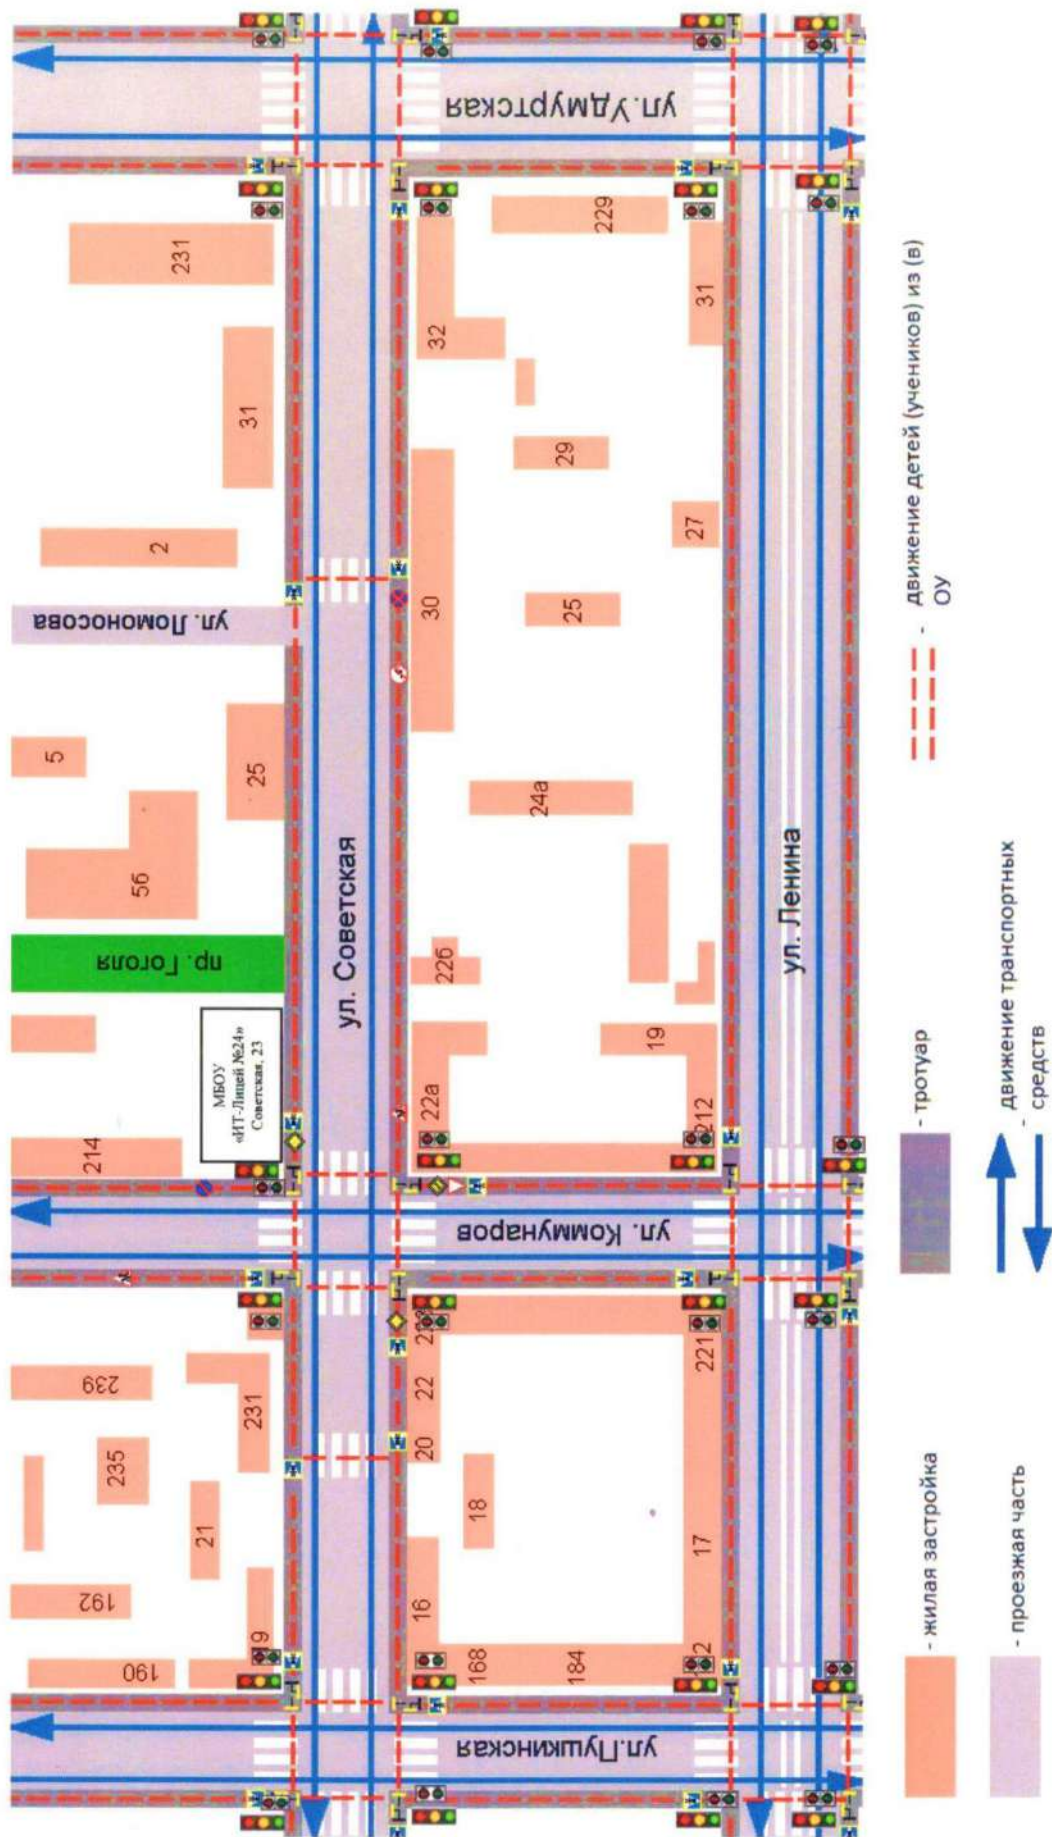 190
192
239
235
214
5
56
2
231
21
231
МБОУ
«ИТ-Лицей №24»
Советская, 23
пр. Гоголя
25
ул. Ломоносова
31
ул. Советская
16
20
22
22а
22б
30
32
168
18
184
24а
25
29
229
17
221
212
19
27
31
ул.Пушкинская
ул. Коммунаров
ул.Удмуртская
ул. Ленина
- жилая застройка
- тротуар
- движение детей (учеников) из (в)
ОУ
- проезжая часть
- движение транспортных
средств